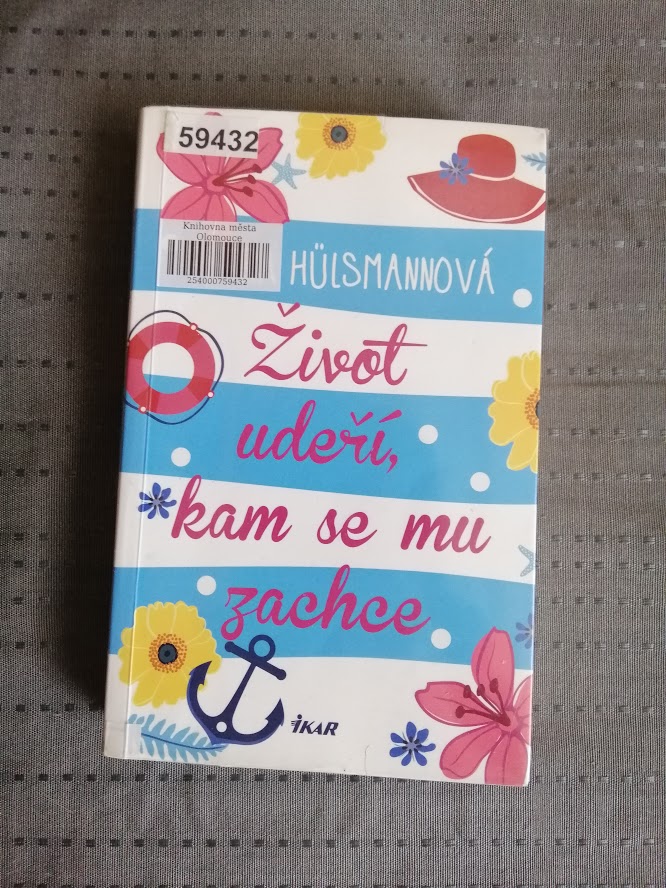 59432
Knihovna města
Olomouce
254000759432
HÜLSMANNOVÁ
Život
udeří,
kam se mu
zachce
iKAR